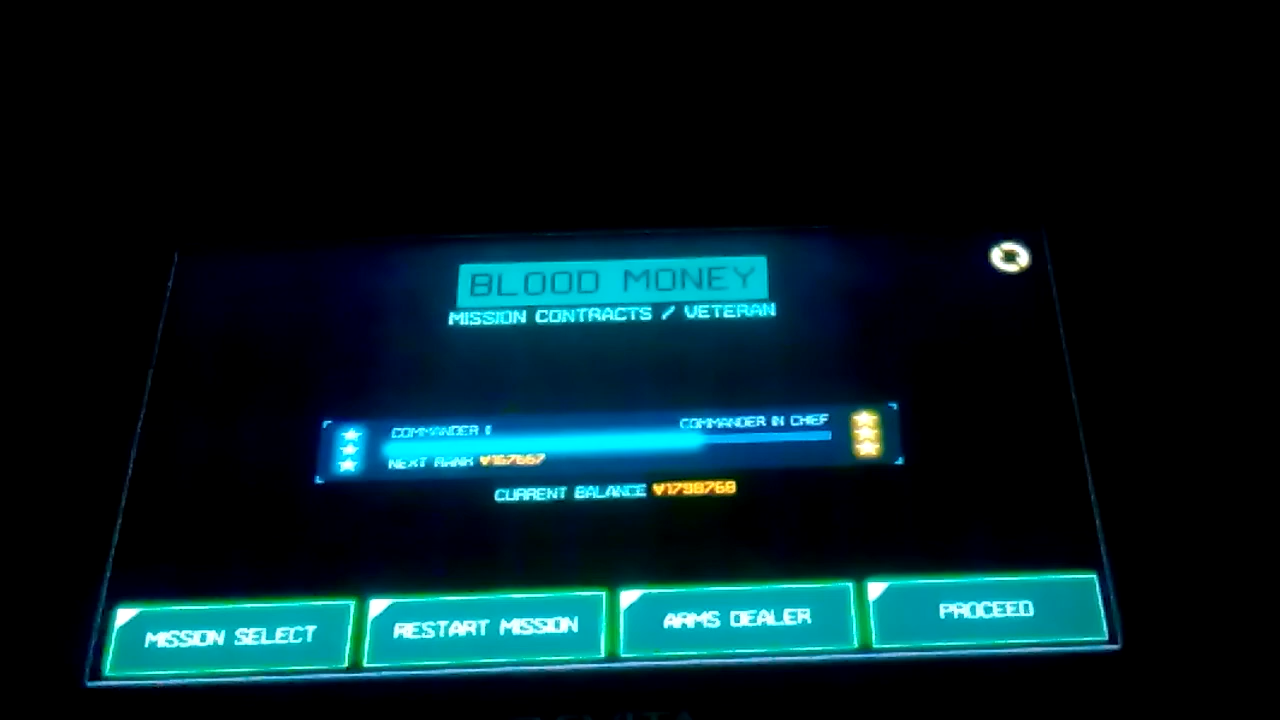 BLOOD MONEY
MISSION CONTRACTS / VETERAN
COMMANDER II COMMANDER IN CHIEF
NEXT RANK ¥167667
CURRENT BALANCE ¥1798768
MISSION SELECT
RESTART MISSION
ARMS DEALER
PROCEED